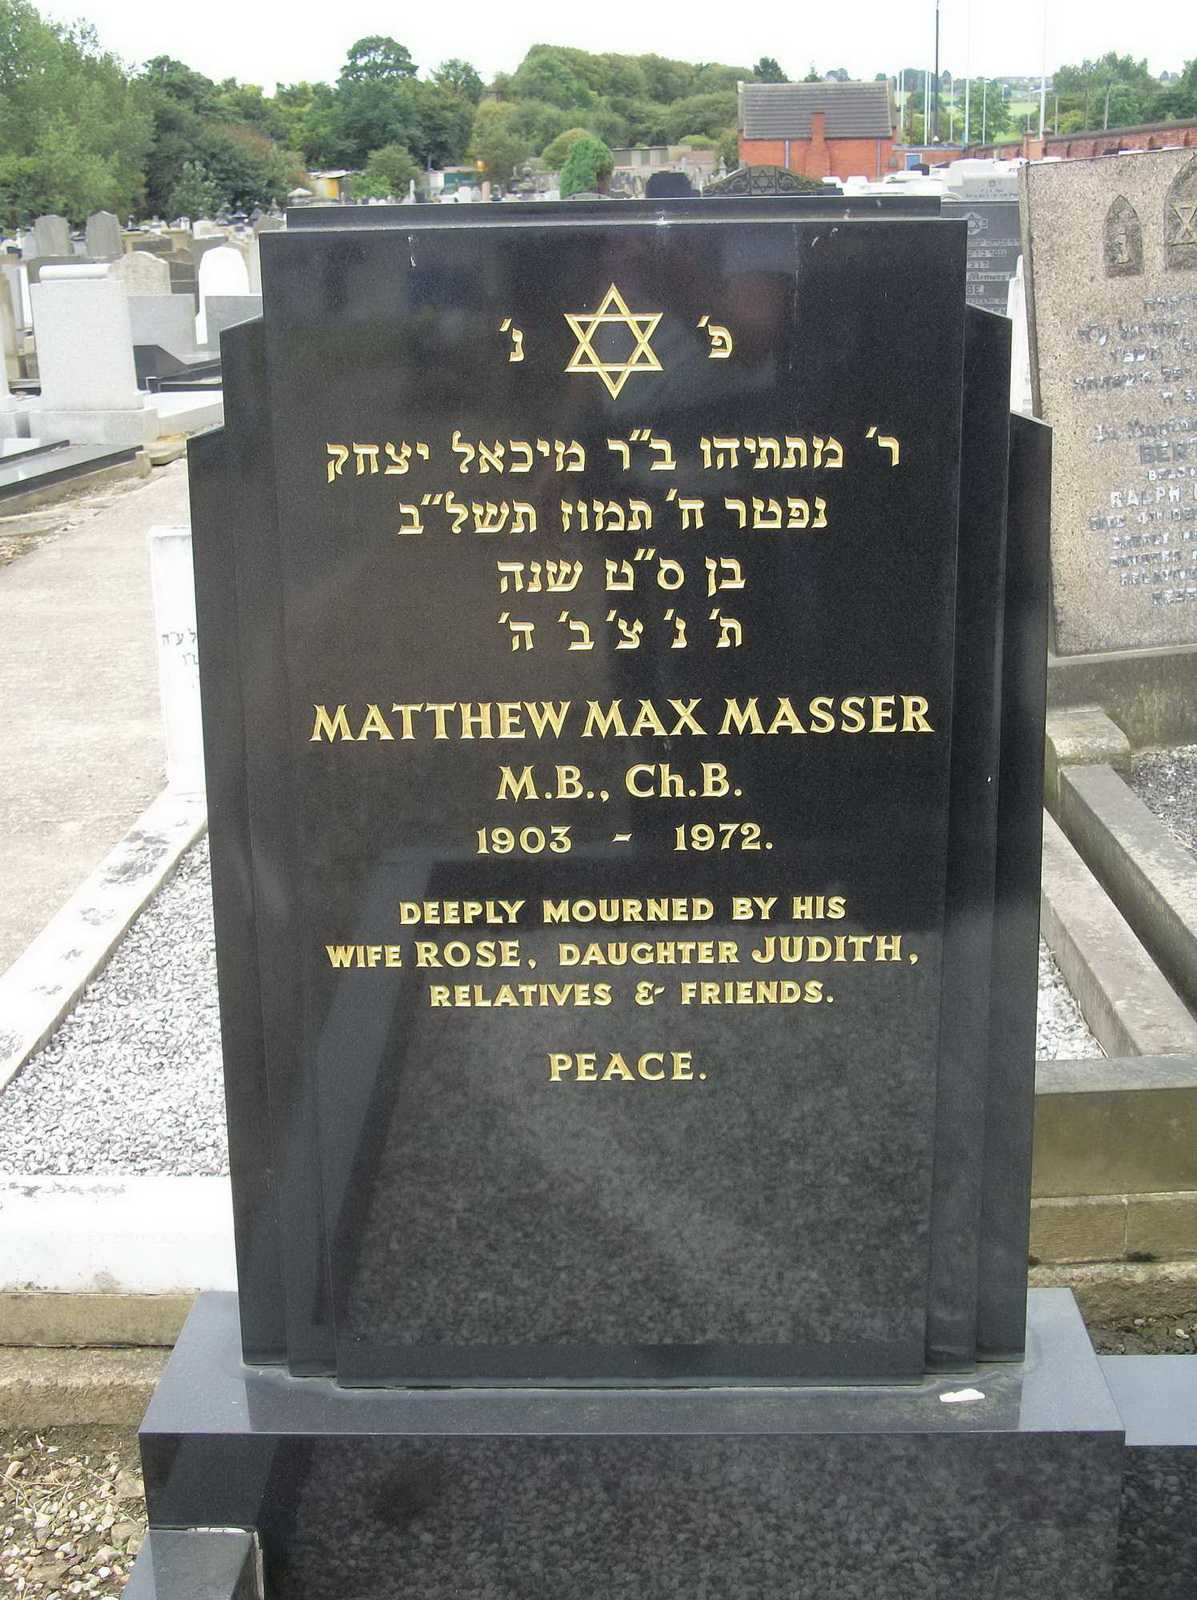 פ׳ נ׳
ר׳ מתתיהו ב״ר מיכאל יצחק
נפטר ח׳ תמוז תשל״ב
בן ס״ט שנה
ת׳ נ׳ צ׳ ב׳ ה׳
MATTHEW MAX MASSER
M.B., Ch.B.
1903 - 1972.
DEEPLY MOURNED BY HIS
WIFE ROSE, DAUGHTER JUDITH,
RELATIVES & FRIENDS.
PEACE.
RALPH